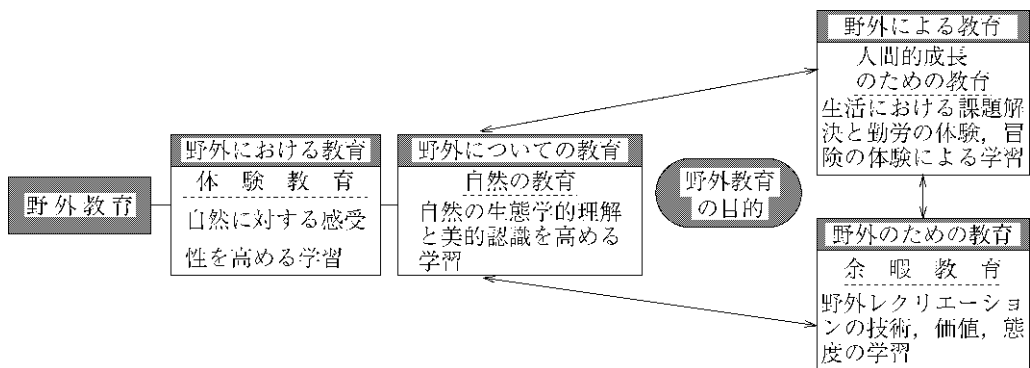 野外教育
野外における教育
体験教育
自然に対する感受
性を高める学習
野外についての教育
自然の教育
自然の生態学的理解
と美的認識を高める
学習
野外教育
の目的
野外による教育
人間的成長
のための教育
生活における課題解
決と勤労の体験，冒
険の体験による学習
野外のための教育
余暇教育
野外レクリエーショ
ンの技術，価値，態
度の学習